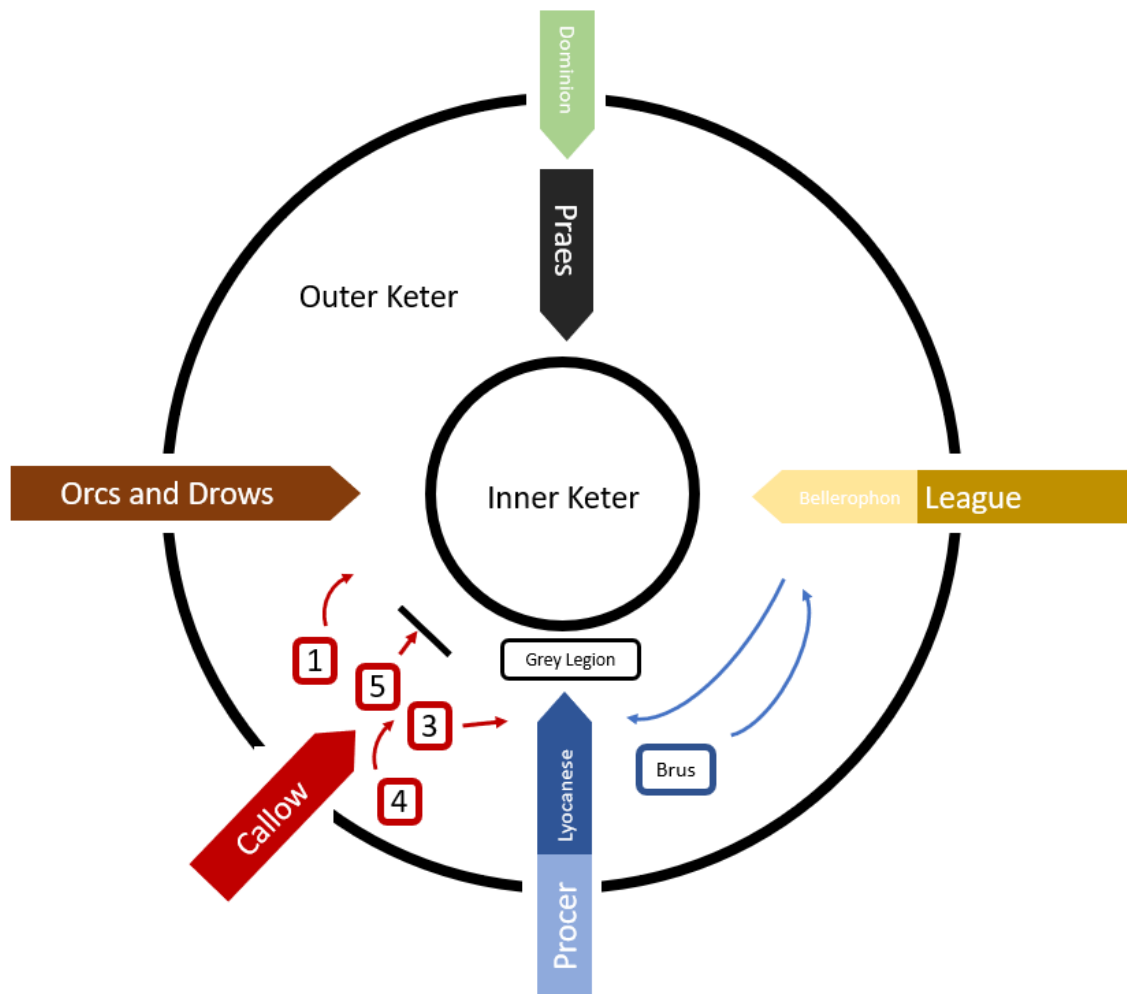 Dominion
Praes
Outer Keter
Orcs and Drows
Inner Keter
Bellerophon
League
1
Grey Legion
5
3
Brus
4
Callow
Lyocanese
Procer